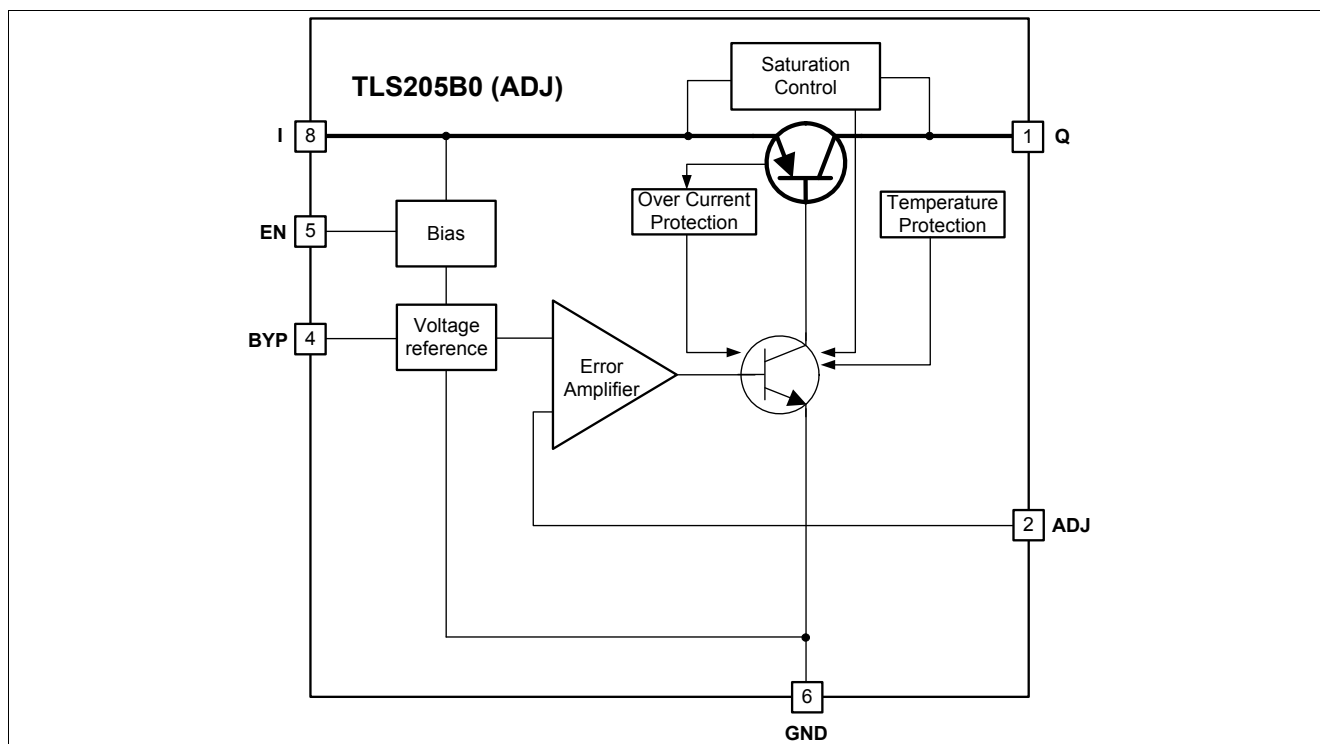 Saturation
Control
TLS205B0 (ADJ)
I
8
1
Q
Over Current
Protection
Temperature
Protection
EN
5
Bias
BYP
4
Voltage
reference
Error
Amplifier
2
ADJ
6
GND